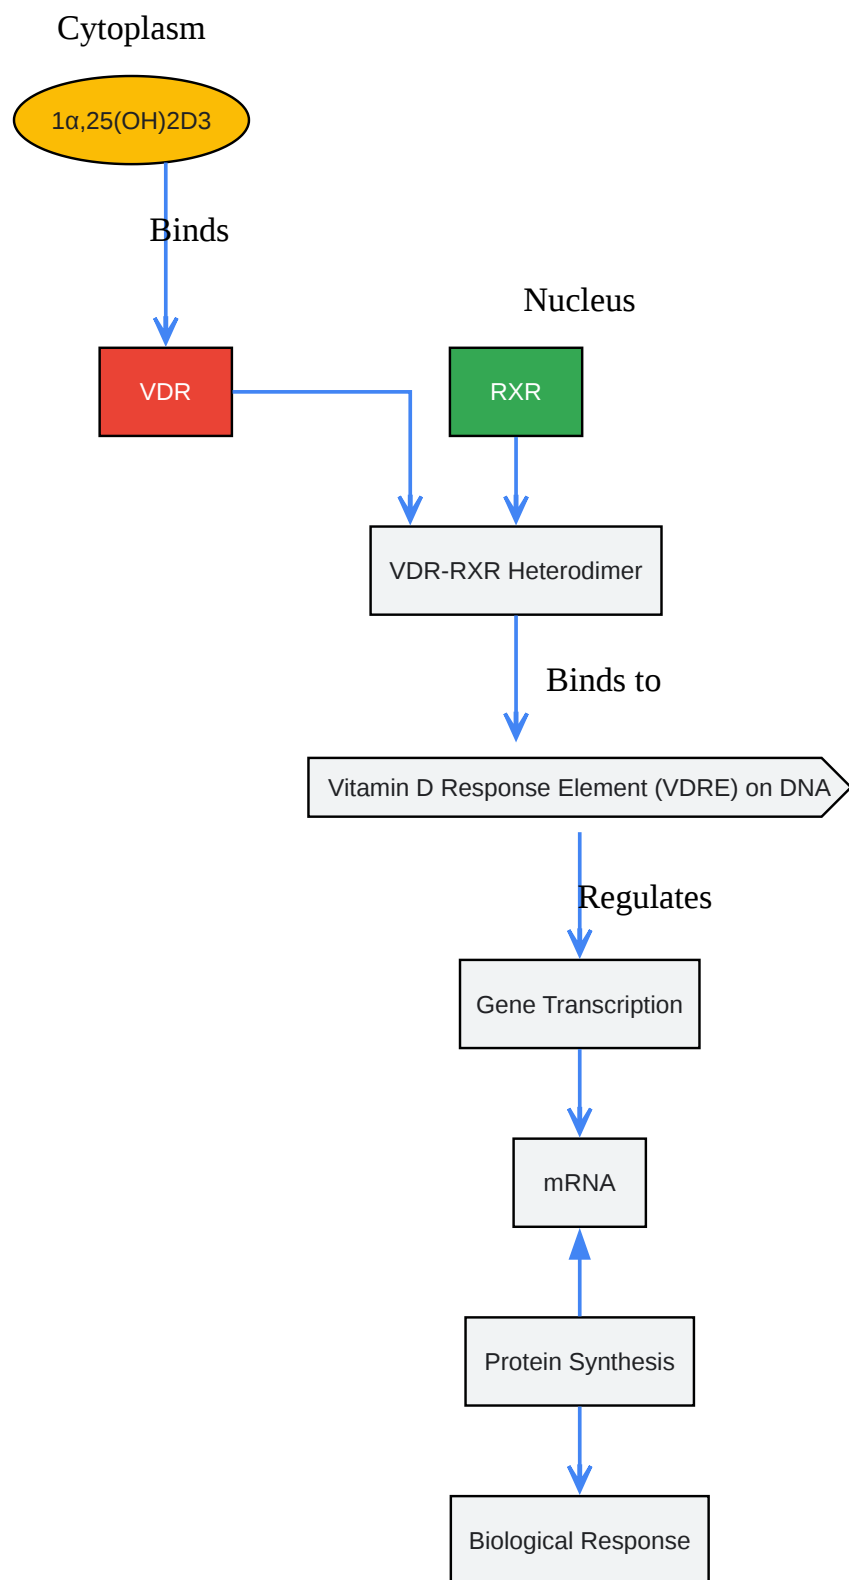 Cytoplasm
1α,25(OH)2D3
Binds
Nucleus
VDR
RXR
VDR-RXR Heterodimer
Binds to
Vitamin D Response Element (VDRE) on DNA
Regulates
Gene Transcription
mRNA
Protein Synthesis
Biological Response